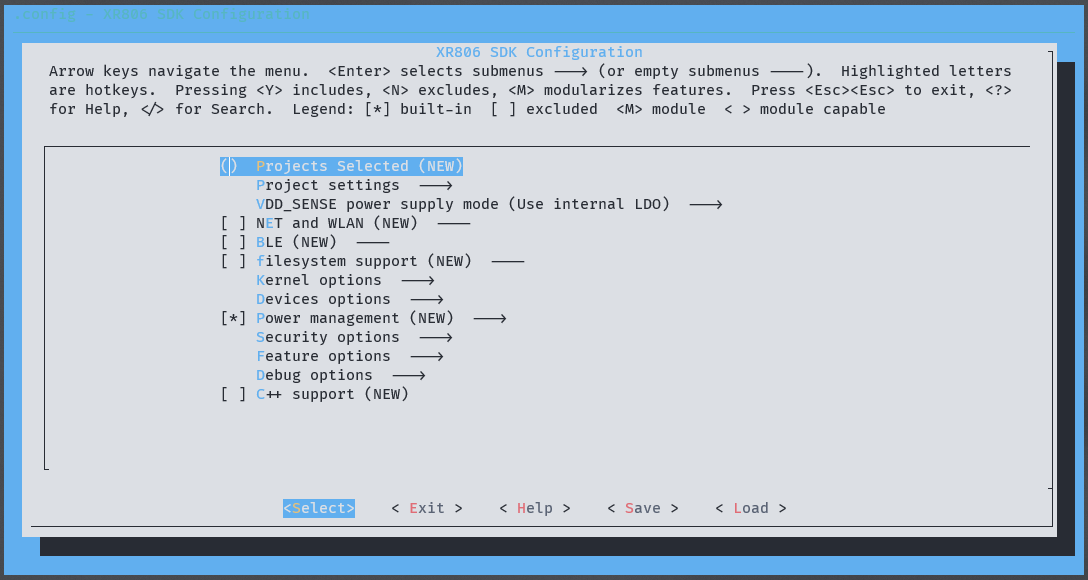 .config - XR806 SDK Configuration
XR806 SDK Configuration
Arrow keys navigate the menu.  <Enter> selects submenus ---> (or empty submenus ----).  Highlighted letters
are hotkeys.  Pressing <Y> includes, <N> excludes, <M> modularizes features.  Press <Esc><Esc> to exit, <?>
for Help, </> for Search.  Legend: [*] built-in  [ ] excluded  <M> module  < > module capable
()  Projects Selected (NEW)
Project settings  --->
VDD_SENSE power supply mode (Use internal LDO)  --->
[ ] NET and WLAN (NEW)  ----
[ ] BLE (NEW)  ----
[ ] filesystem support (NEW)  ----
Kernel options  --->
Devices options  --->
[*] Power management (NEW)  --->
Security options  --->
Feature options  --->
Debug options  --->
[ ] C++ support (NEW)
<Select>    < Exit >    < Help >    < Save >    < Load >